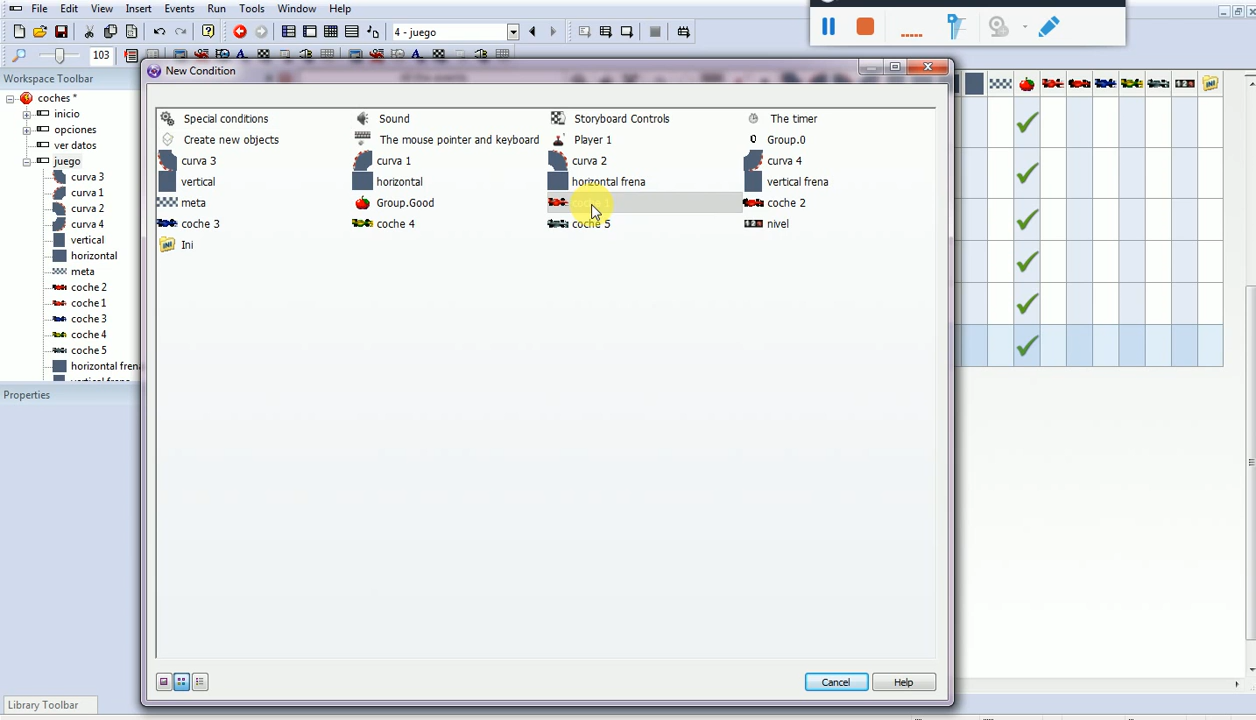 File Edit View Insert Events Run Tools Window Help
4 - juego
103
All the events
Workspace Toolbar
coches *
inicio
opciones
ver datos
juego
curva 3
curva 1
curva 2
curva 4
vertical
horizontal
meta
coche 2
coche 1
coche 3
coche 4
coche 5
horizontal frena
Properties
Library Toolbar
New Condition
Special conditions Sound Storyboard Controls The timer
Create new objects The mouse pointer and keyboard Player 1 Group.0
curva 3 curva 1 curva 2 curva 4
vertical horizontal horizontal frena vertical frena
meta Group.Good coche 1 coche 2
coche 3 coche 4 coche 5 nivel
Ini
Cancel Help